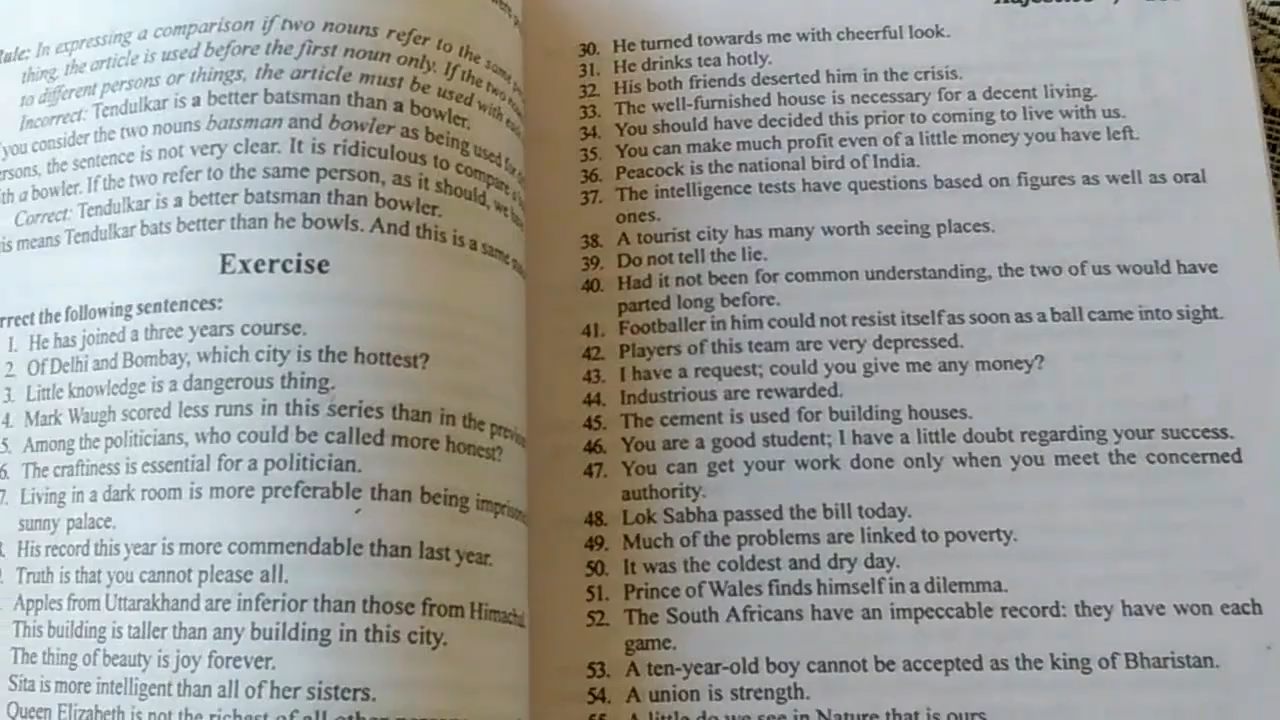 Rule: In expressing a comparison if two nouns refer to the same
thing, the article is used before the first noun only. If the two
to different persons or things, the article must be used with
Incorrect: Tendulkar is a better batsman than a bowler.
you consider the two nouns batsman and bowler as being used for
the sentence is not very clear. It is ridiculous to compare a
with a bowler. If the two refer to the same person, as it should, we
Correct: Tendulkar is a better batsman than bowler.
means Tendulkar bats better than he bowls. And this is a same
Exercise
the following sentences:
1. He has joined a three years course.
2. Of Delhi and Bombay, which city is the hottest?
3. Little knowledge is a dangerous thing.
4. Mark Waugh scored less runs in this series than in the
5. Among the politicians, who could be called more honest?
6. The craftiness is essential for a politician.
7. Living in a dark room is more preferable than being
sunny palace.
His record this year is more commendable than last year.
Truth is that you cannot please all.
Apples from Uttarakhand are inferior than those from
This building is taller than any building in this city.
The thing of beauty is joy forever.
Sita is more intelligent than all of her sisters.
Queen Elizabeth is not the richest of all other
30. He turned towards me with cheerful look.
31. He drinks tea hotly.
32. His both friends deserted him in the crisis.
33. The well-furnished house is necessary for a decent living.
34. You should have decided this prior to coming to live with us.
35. You can make much profit even of a little money you have left.
36. Peacock is the national bird of India.
37. The intelligence tests have questions based on figures as well as oral
ones.
38. A tourist city has many worth seeing places.
39. Do not tell the lie.
40. Had it not been for common understanding, the two of us would have
parted long before.
41. Footballer in him could not resist itself as soon as a ball came into sight.
42. Players of this team are very depressed.
43. I have a request; could you give me any money?
44. Industrious are rewarded.
45. The cement is used for building houses.
46. You are a good student; I have a little doubt regarding your success.
47. You can get your work done only when you meet the concerned
authority.
48. Lok Sabha passed the bill today.
49. Much of the problems are linked to poverty.
50. It was the coldest and dry day.
51. Prince of Wales finds himself in a dilemma.
52. The South Africans have an impeccable record: they have won each
game.
53. A ten-year-old boy cannot be accepted as the king of Bharistan.
54. A union is strength.
55. A little do we see in Nature that is ours.